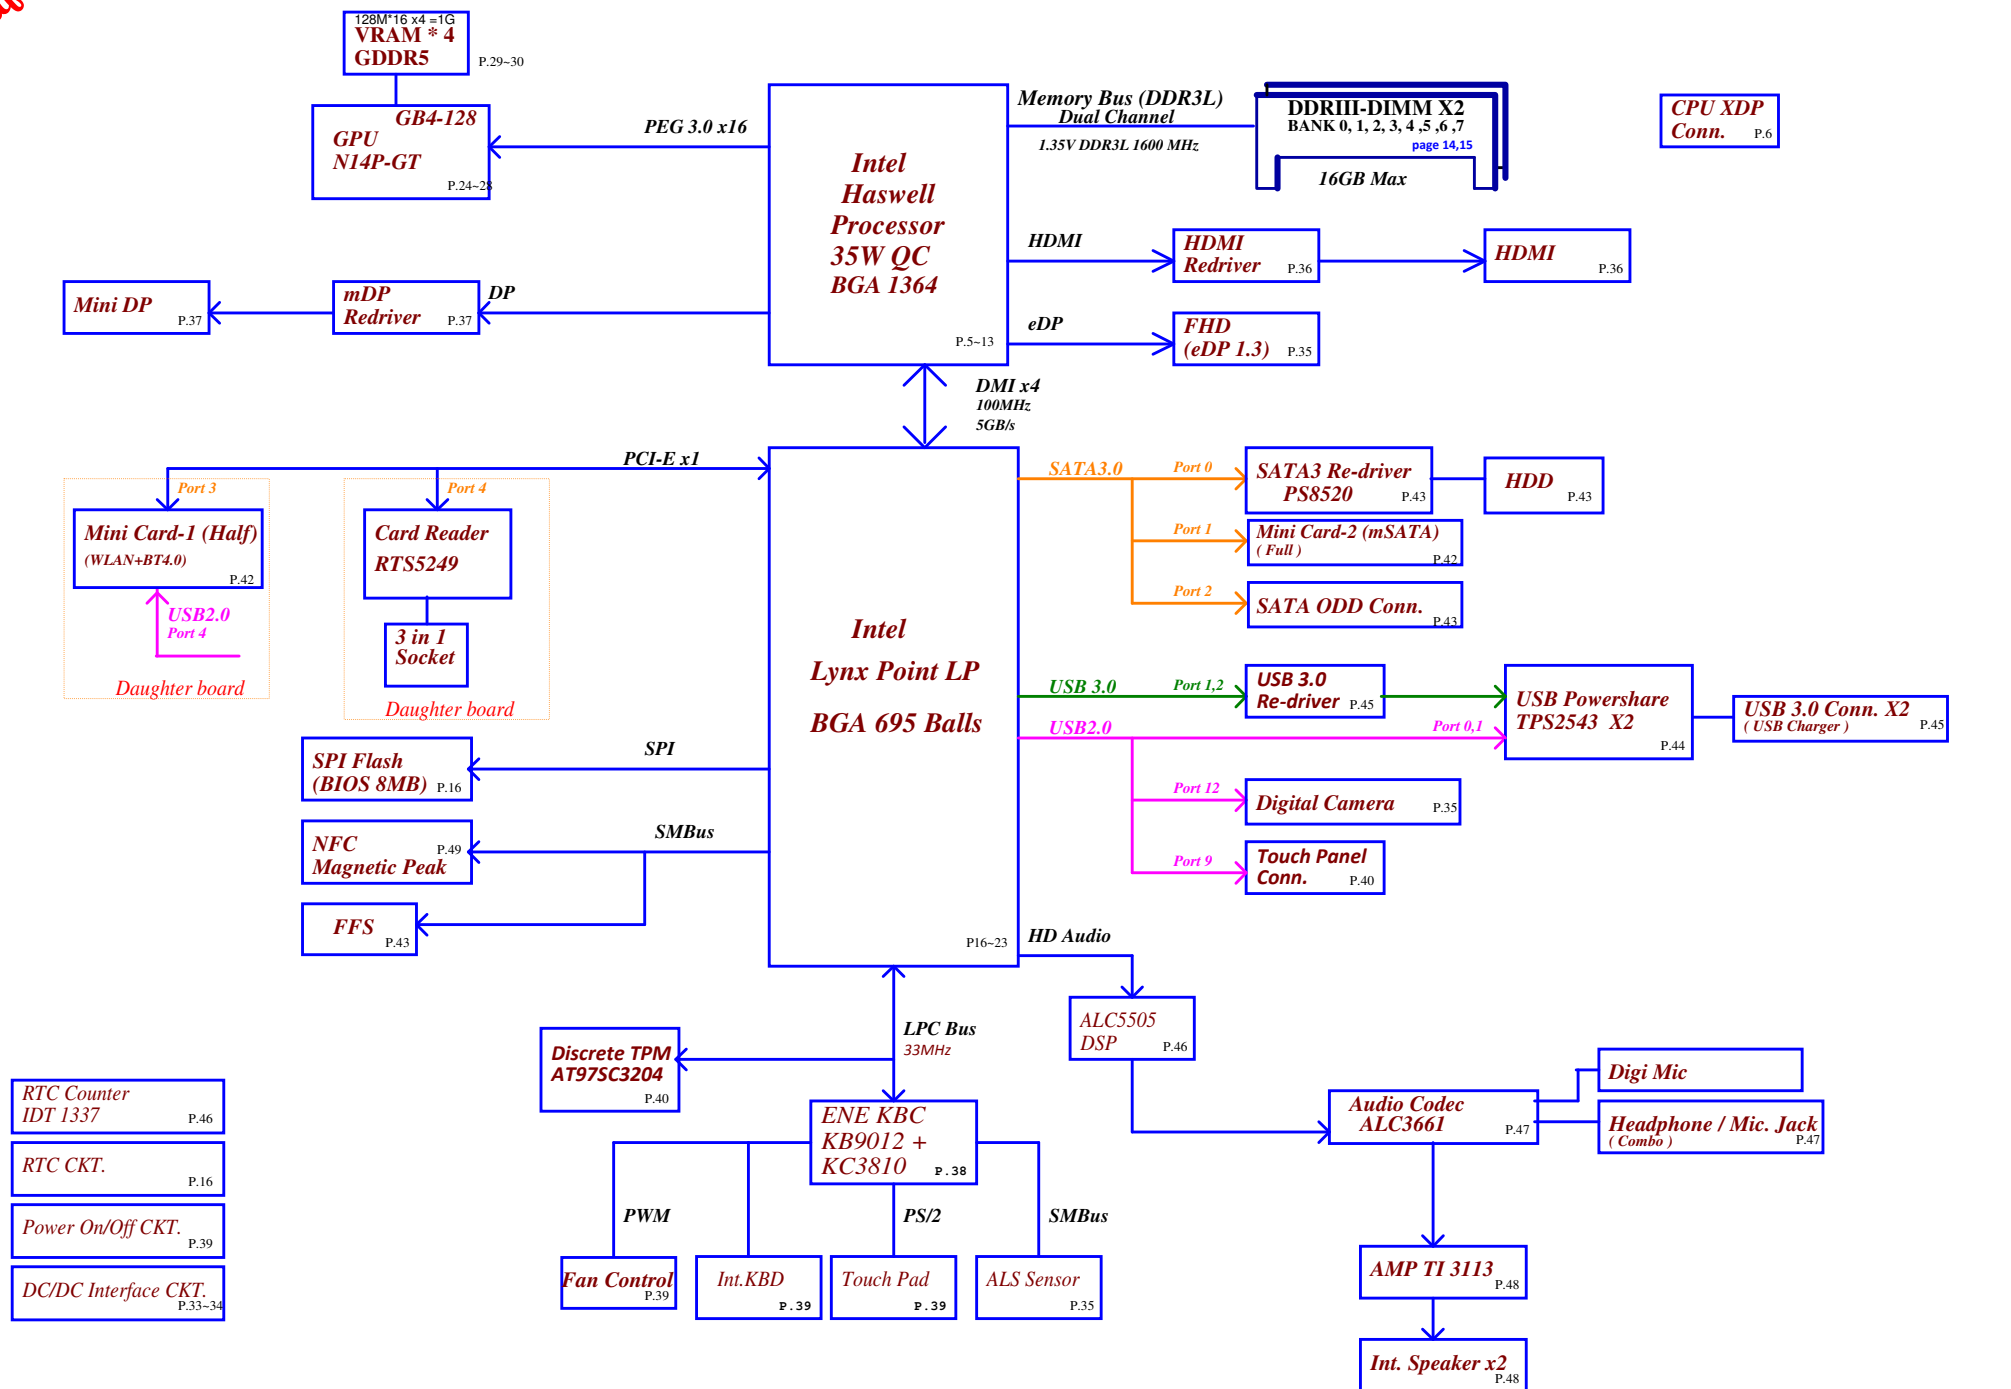 128M*16 x4 =1G
VRAM * 4
GDDR5
P.29~30
GB4-128
GPU
N14P-GT
P.24~28
PEG 3.0 x16
Intel
Haswell
Processor
35W QC
BGA 1364
P.5~13
Memory Bus (DDR3L)
Dual Channel
1.35V DDR3L 1600 MHz
DDRIII-DIMM X2
BANK 0, 1, 2, 3, 4 ,5 ,6 ,7
page 14,15
16GB Max
CPU XDP
Conn.
P.6
HDMI
HDMI
Redriver
P.36
HDMI
P.36
Mini DP
P.37
mDP
Redriver
P.37
DP
eDP
FHD
(eDP 1.3)
P.35
DMI x4
100MHz
5GB/s
PCI-E x1
Port 3
Mini Card-1 (Half)
(WLAN+BT4.0)
P.42
USB2.0
Port 4
Daughter board
Port 4
Card Reader
RTS5249
3 in 1
Socket
Daughter board
Intel
Lynx Point LP
BGA 695 Balls
P16~23
SATA3.0
Port 0
SATA3 Re-driver
PS8520
P.43
HDD
P.43
Port 1
Mini Card-2 (mSATA)
( Full )
P.42
Port 2
SATA ODD Conn.
P.43
USB 3.0
Port 1,2
USB 3.0
Re-driver
P.45
USB2.0
Port 0,1
USB Powershare
TPS2543 X2
P.44
USB 3.0 Conn. X2
( USB Charger )
P.45
Port 12
Digital Camera
P.35
Port 9
Touch Panel
Conn.
P.40
SPI
SPI Flash
(BIOS 8MB)
P.16
SMBus
NFC
Magnetic Peak
P.49
FFS
P.43
HD Audio
ALC5505
DSP
P.46
LPC Bus
33MHz
Discrete TPM
AT97SC3204
P.40
ENE KBC
KB9012 +
KC3810
P.38
Audio Codec
ALC3661
P.47
Digi Mic
Headphone / Mic. Jack
( Combo )
P.47
RTC Counter
IDT 1337
P.46
RTC CKT.
P.16
Power On/Off CKT.
P.39
DC/DC Interface CKT.
P.33~34
PWM
PS/2
SMBus
Fan Control
P.39
Int.KBD
P.39
Touch Pad
P.39
ALS Sensor
P.35
AMP TI 3113
P.48
Int. Speaker x2
P.48